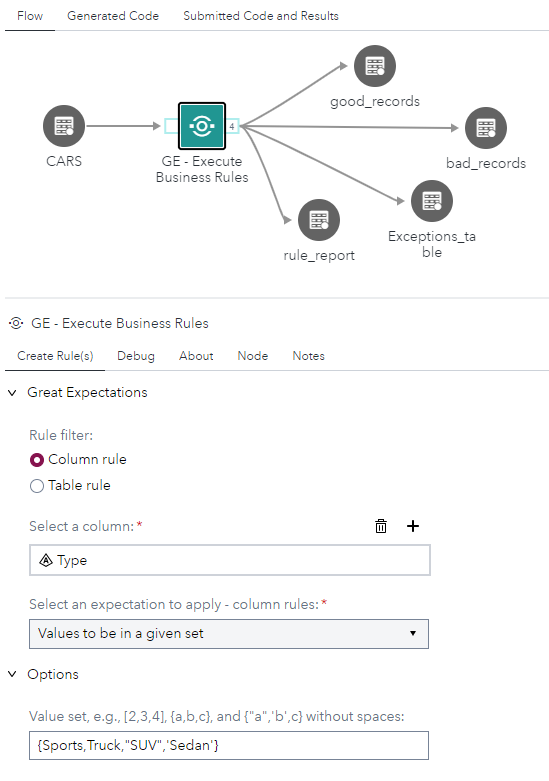 Flow Generated Code Submitted Code and Results
good_records
4
CARS
GE - Execute
Business Rules
bad_records
Exceptions_ta
ble
rule_report
GE - Execute Business Rules
Create Rule(s) Debug About Node Notes
Great Expectations
Rule filter:
Column rule
Table rule
Select a column: *
Type
Select an expectation to apply - column rules: *
Values to be in a given set
Options
Value set, e.g., [2,3,4], {a,b,c}, and {"a",'b',c} without spaces:
{Sports,Truck,"SUV",'Sedan'}